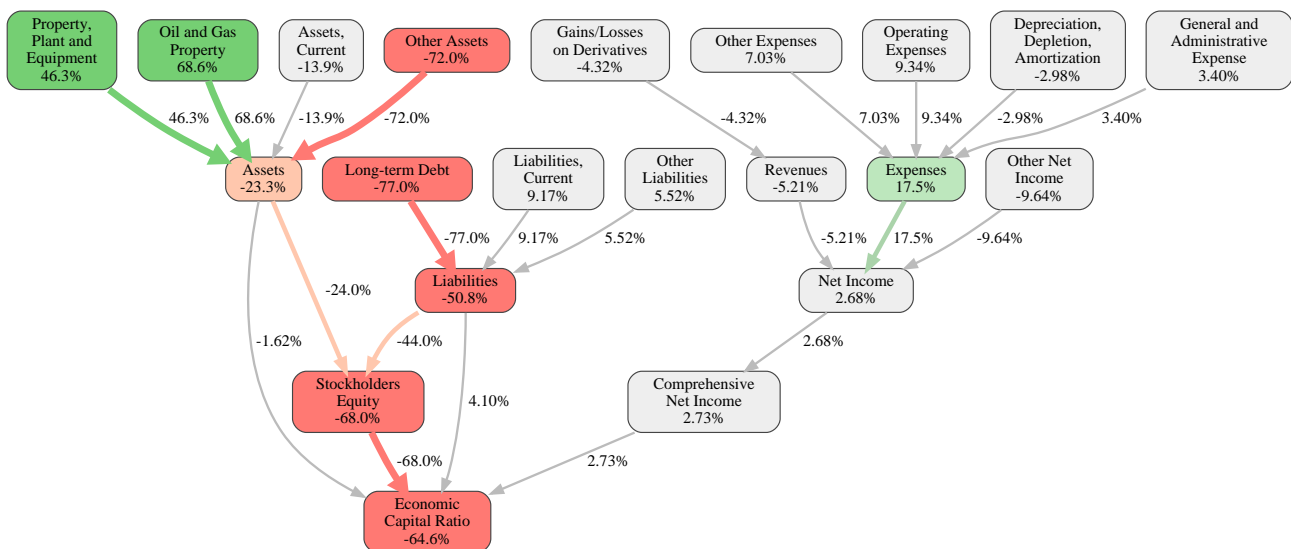 Property,
Plant and
Equipment
46.3%
Oil and Gas
Property
68.6%
Assets,
Current
-13.9%
Other Assets
-72.0%
Gains/Losses
on Derivatives
-4.32%
Other Expenses
7.03%
Operating
Expenses
9.34%
Depreciation,
Depletion,
Amortization
-2.98%
General and
Administrative
Expense
3.40%
46.3%
68.6%
-13.9%
-72.0%
-4.32%
7.03%
9.34%
-2.98%
3.40%
Assets
-23.3%
Long-term Debt
-77.0%
Liabilities,
Current
9.17%
Other
Liabilities
5.52%
Revenues
-5.21%
Expenses
17.5%
Other Net
Income
-9.64%
-77.0%
9.17%
5.52%
-5.21%
17.5%
-9.64%
Liabilities
-50.8%
Net Income
2.68%
-24.0%
-1.62%
-44.0%
2.68%
Stockholders
Equity
-68.0%
4.10%
Comprehensive
Net Income
2.73%
-68.0%
2.73%
Economic
Capital Ratio
-64.6%